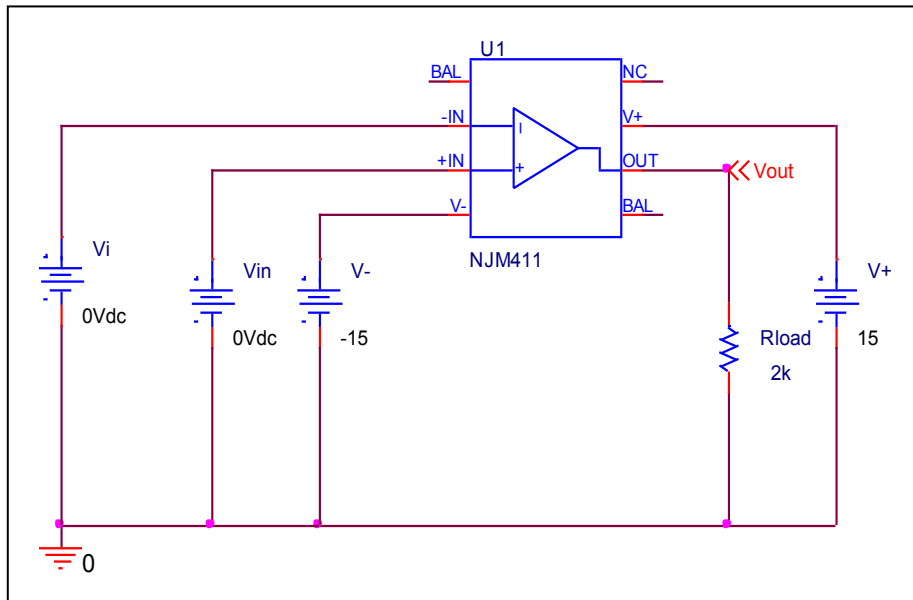 U1
BAL
NC
-IN
V+
+IN
OUT
Vout
V-
BAL
NJM411
Vi
0Vdc
Vin
0Vdc
V-
-15
V+
15
Rload
2k
0